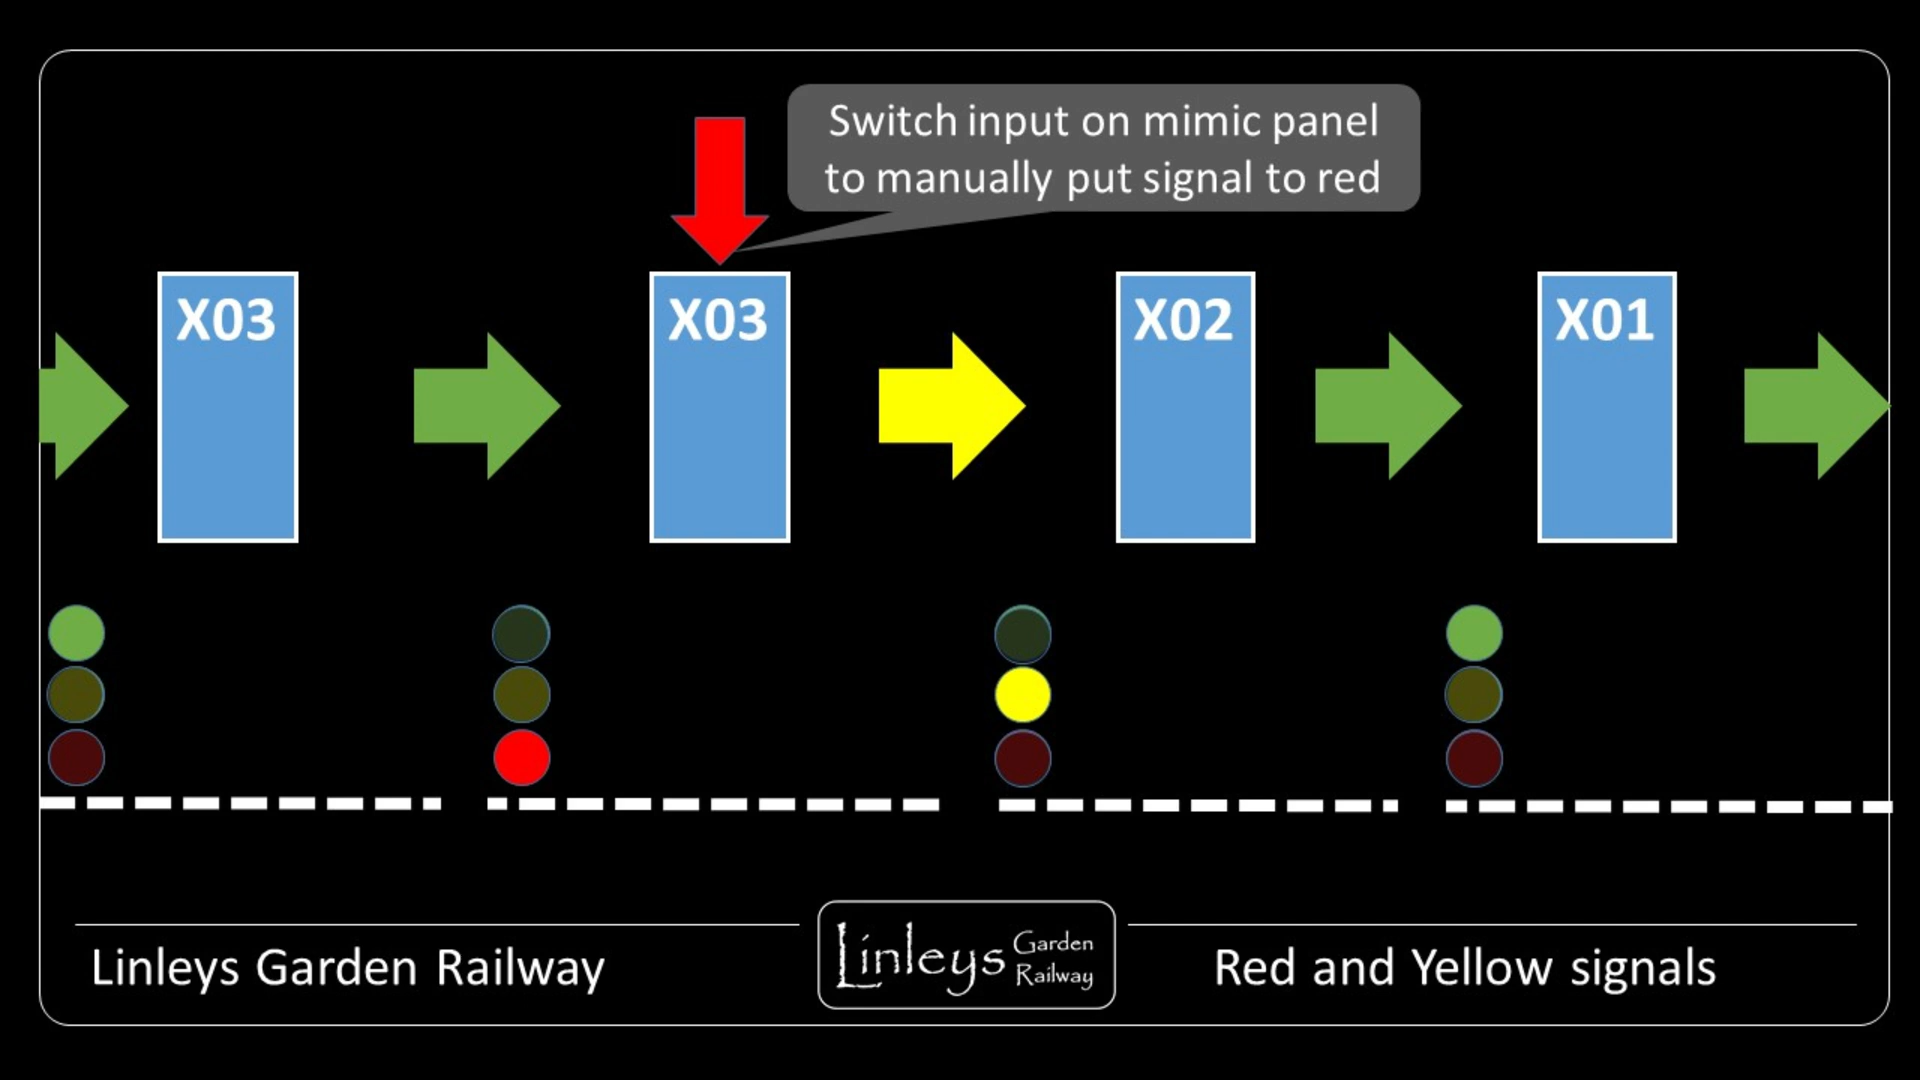 Switch input on mimic panel
to manually put signal to red
X03
X03
X02
X01
Linleys Garden Railway
Linleys Garden
Railway
Red and Yellow signals